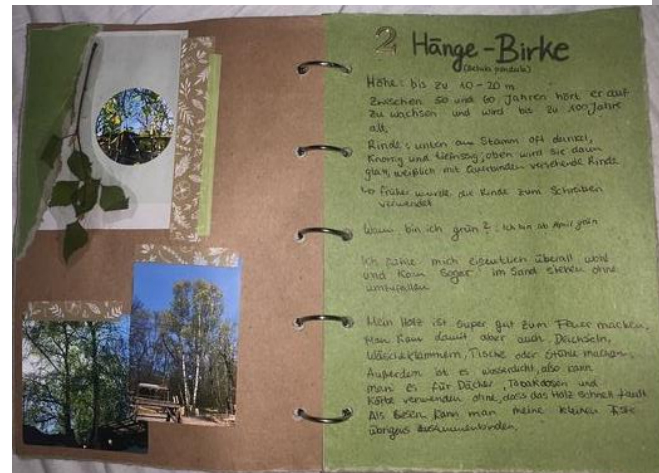 2 Hänge-Birke
(Betula pendula)
Höhe: bis zu 10-20 m
Zwischen 50 und 60 Jahren hört er auf
zu wachsen und wird bis zu 100 Jahre
alt.
Rinde: unten am Stamm oft dunkel,
Knorrig und tiefrissig, oben wird sie dann
glatt, weißlich mit Querbinden versehende Rinde
↳ früher wurde die Rinde zum Schreiben
verwendet
Wann bin ich grün? : Ich bin ab April grün
Ich fühle mich eigentlich überall wohl
und kann sogar im Sand stehen ohne
umzufallen
Mein Holz ist super gut zum Feuer machen,
Man kann damit aber auch Deichseln,
Wäscheklammern, Tische oder Stühle machen.
Außerdem ist es wasserdicht, also kann
man es für Dächer, Tabakdosen und
Körbe verwenden ohne, dass das Holz schnell fault.
Als Besen kann man meine kleinen Äste
übrigens zusammenbinden.